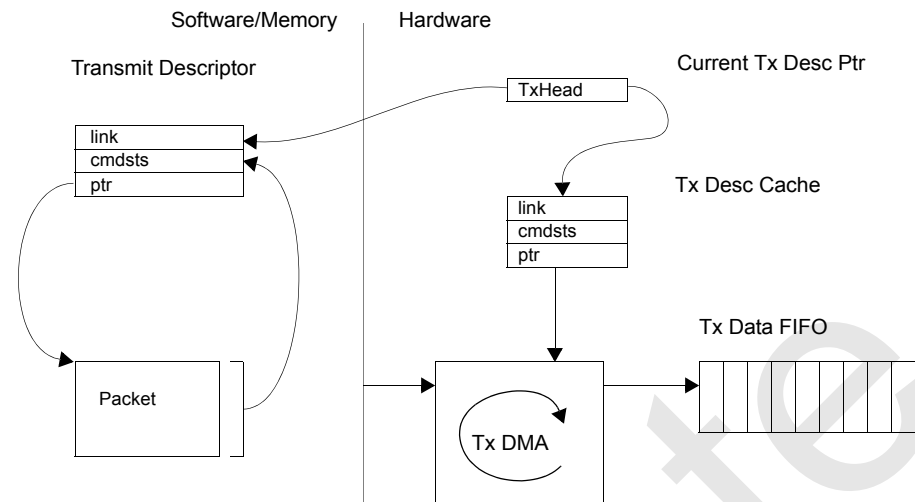 Software/Memory
Hardware
Transmit Descriptor
Current Tx Desc Ptr
TxHead
link
cmdsts
ptr
Tx Desc Cache
link
cmdsts
ptr
Tx Data FIFO
Packet
Tx DMA
te